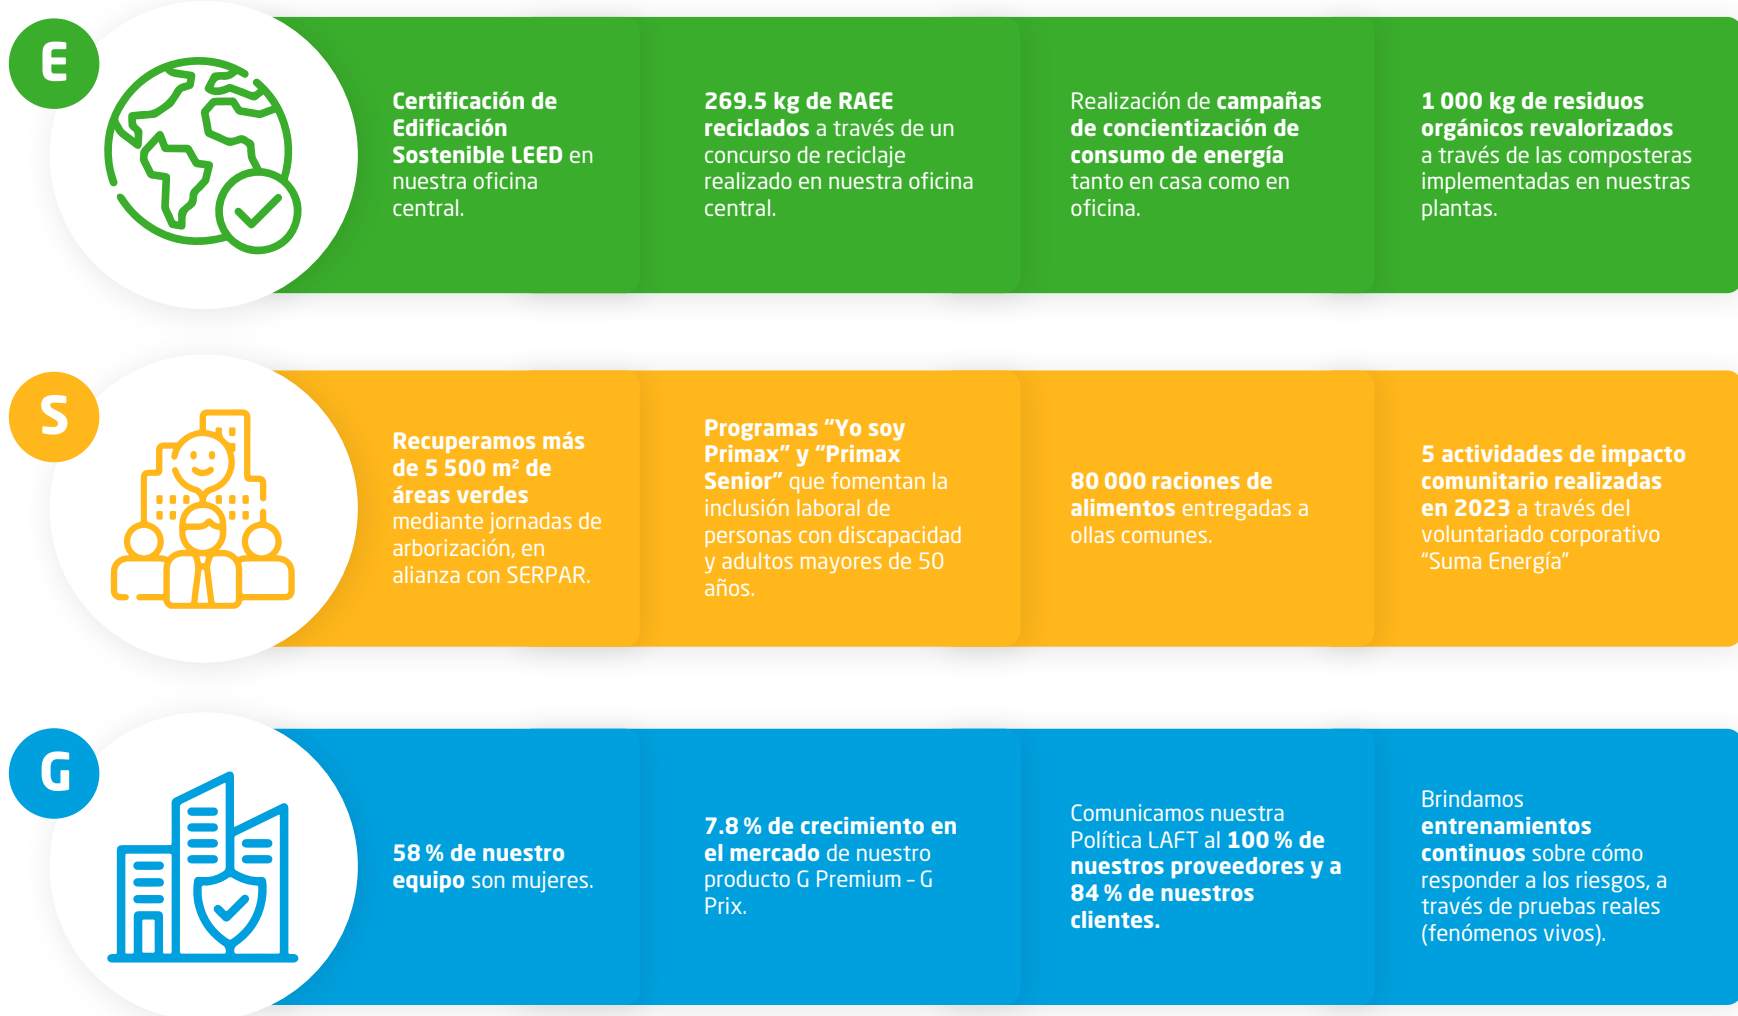 E
Certificación de
Edificación
Sostenible LEED en
nuestra oficina
central.
269.5 kg de RAEE
reciclados a través de un
concurso de reciclaje
realizado en nuestra oficina
central.
Realización de campañas
de concientización de
consumo de energía
tanto en casa como en
oficina.
1 000 kg de residuos
orgánicos revalorizados
a través de las composteras
implementadas en nuestras
plantas.
S
Recuperamos más
de 5 500 m² de
áreas verdes
mediante jornadas de
arborización, en
alianza con SERPAR.
Programas “Yo soy
Primax” y “Primax
Senior” que fomentan la
inclusión laboral de
personas con discapacidad
y adultos mayores de 50
años.
80 000 raciones de
alimentos entregadas a
ollas comunes.
5 actividades de impacto
comunitario realizadas
en 2023 a través del
voluntariado corporativo
“Suma Energía”
G
58 % de nuestro
equipo son mujeres.
7.8 % de crecimiento en
el mercado de nuestro
producto G Premium – G
Prix.
Comunicamos nuestra
Política LAFT al 100 % de
nuestros proveedores y a
84 % de nuestros
clientes.
Brindamos
entrenamientos
continuos sobre cómo
responder a los riesgos, a
través de pruebas reales
(fenómenos vivos).